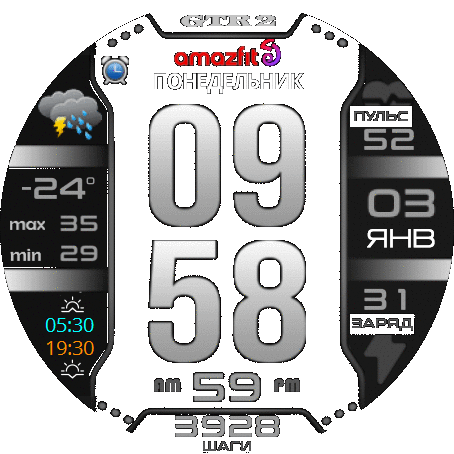 GTR 2
amazfit
ПОНЕДЕЛЬНИК
09
58
AM 59 PM
3928
ШАГИ
-24°
max 35
min 29
05:30
19:30
ПУЛЬС
52
03
ЯНВ
31
ЗАРЯД